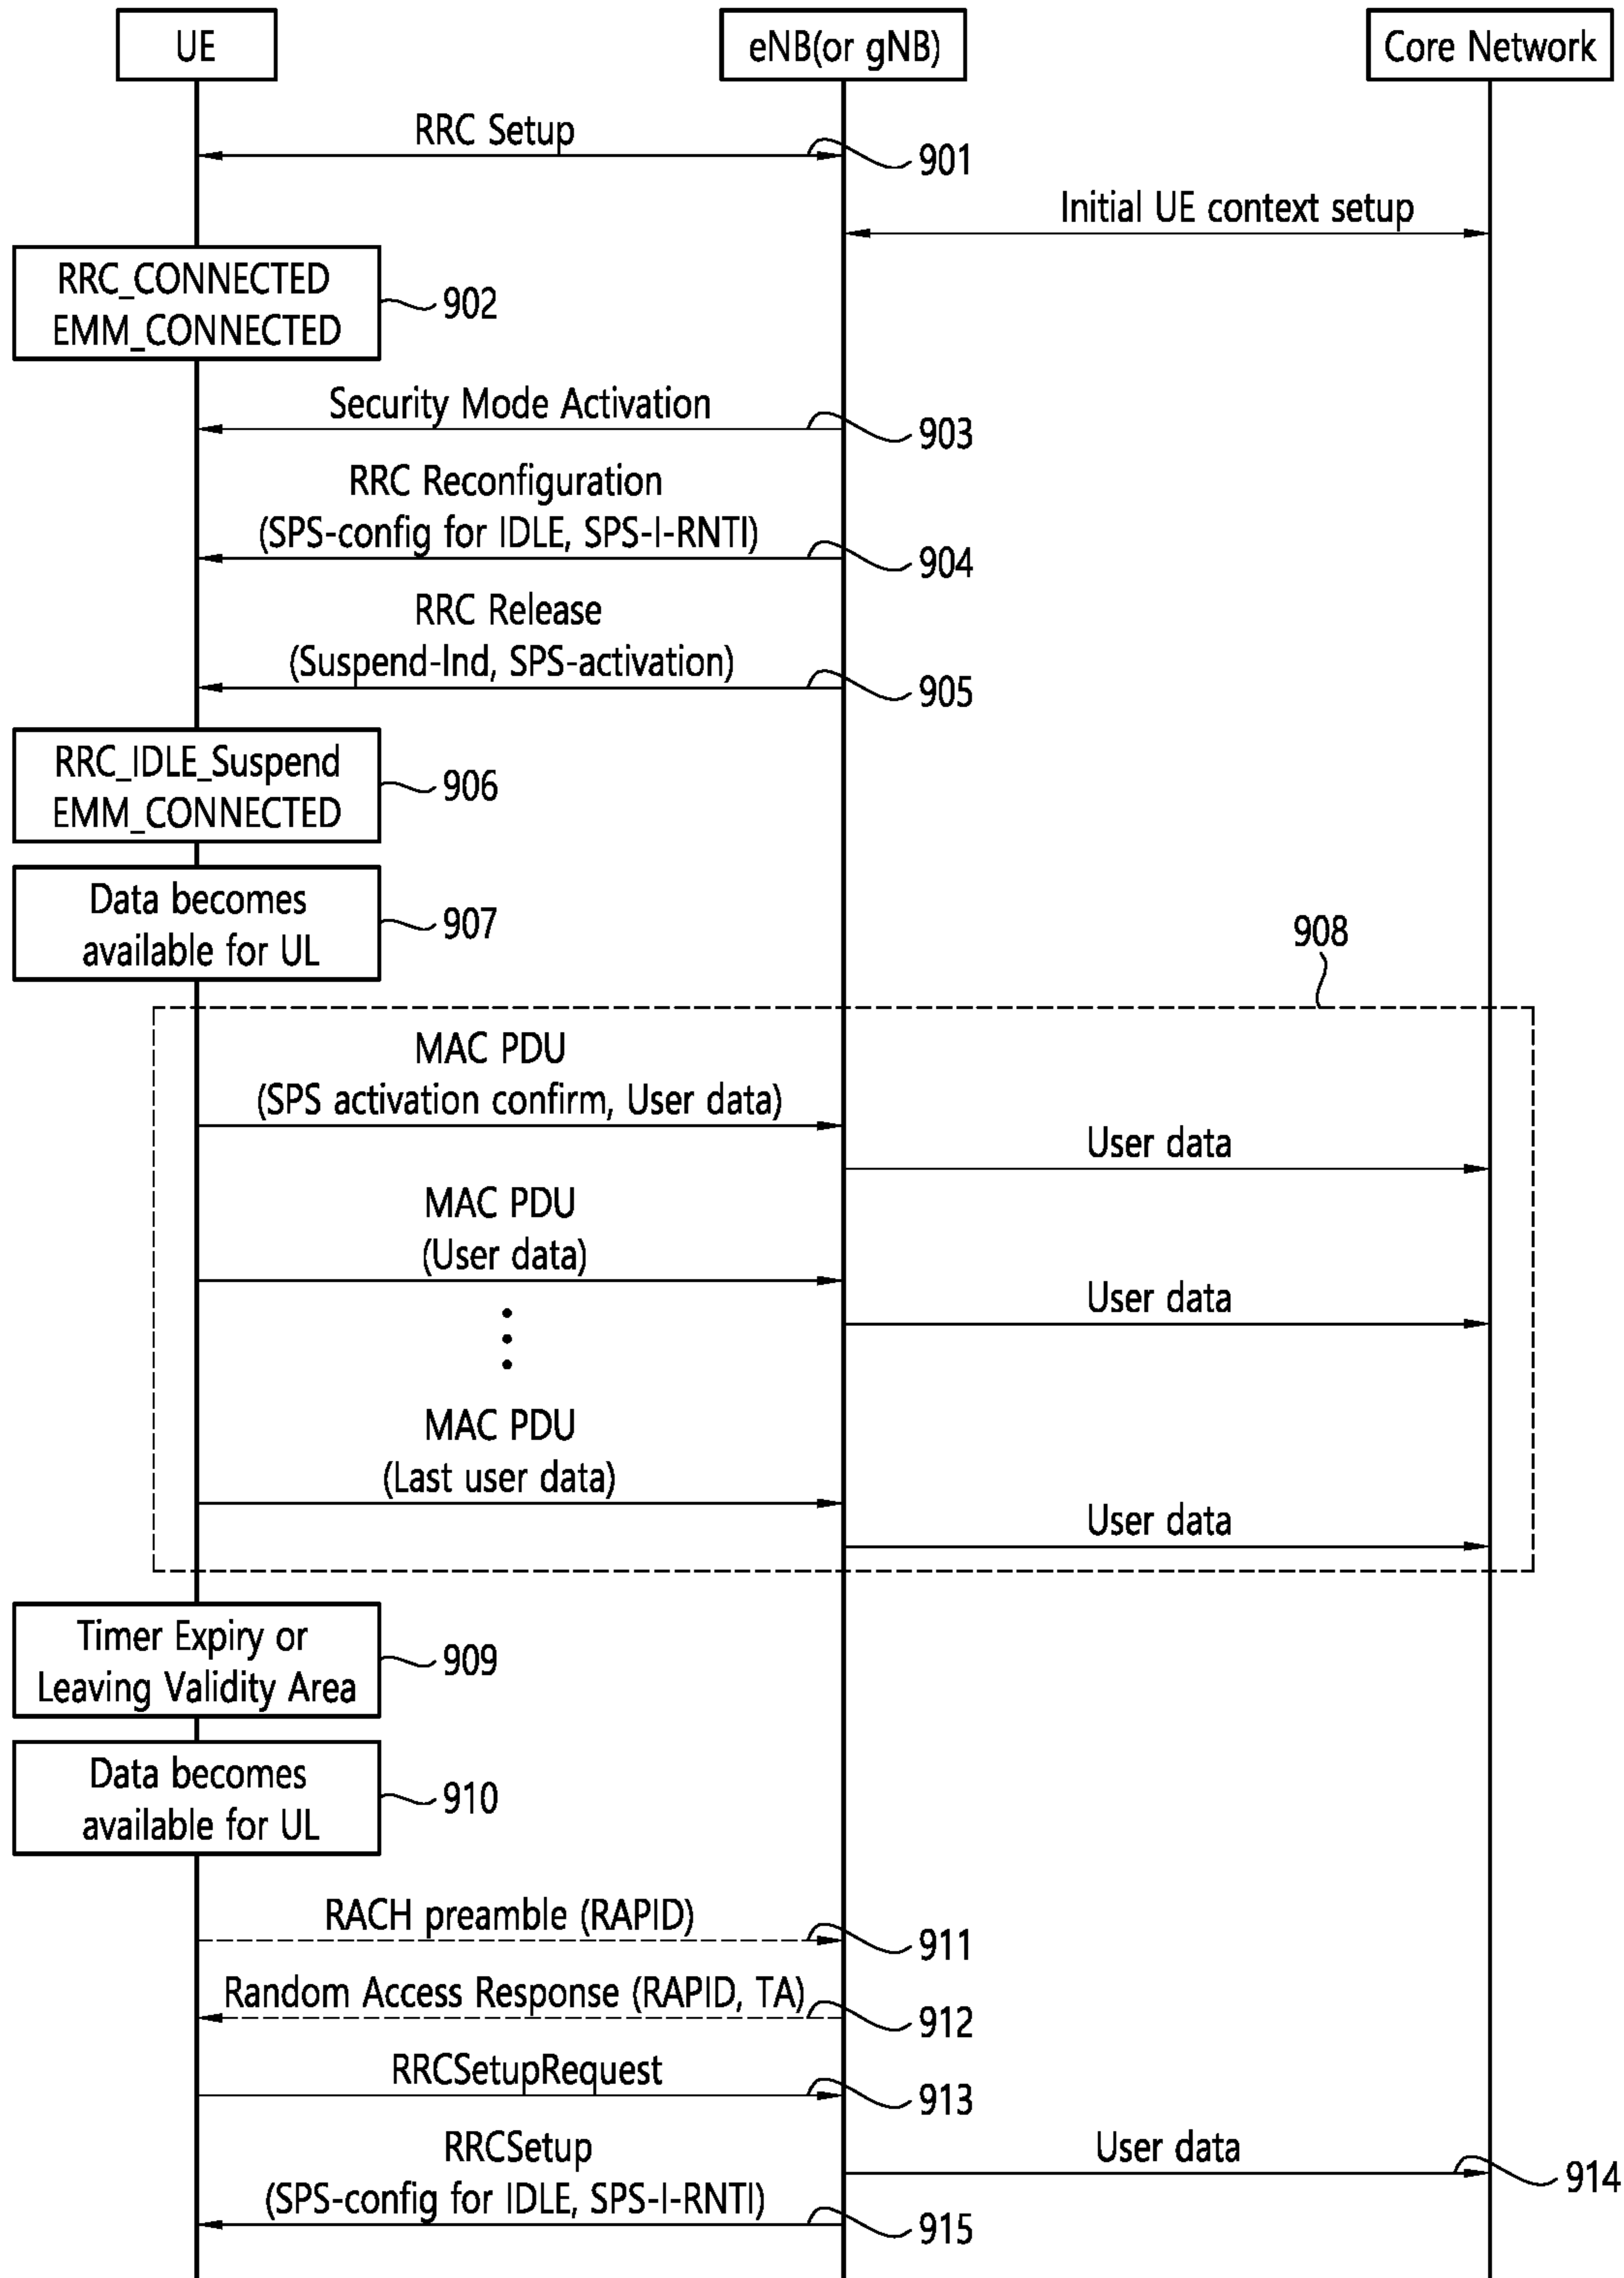 UE
eNB(or gNB)
Core Network
RRC Setup
901
Initial UE context setup
RRC_CONNECTED
EMM_CONNECTED
902
Security Mode Activation
903
RRC Reconfiguration
(SPS-config for IDLE, SPS-I-RNTI)
904
RRC Release
(Suspend-Ind, SPS-activation)
905
RRC_IDLE_Suspend
EMM_CONNECTED
906
Data becomes
available for UL
907
908
MAC PDU
(SPS activation confirm, User data)
User data
MAC PDU
(User data)
User data
MAC PDU
(Last user data)
User data
Timer Expiry or
Leaving Validity Area
909
Data becomes
available for UL
910
RACH preamble (RAPID)
911
Random Access Response (RAPID, TA)
912
RRCSetupRequest
913
RRCSetup
(SPS-config for IDLE, SPS-I-RNTI)
User data
914
915